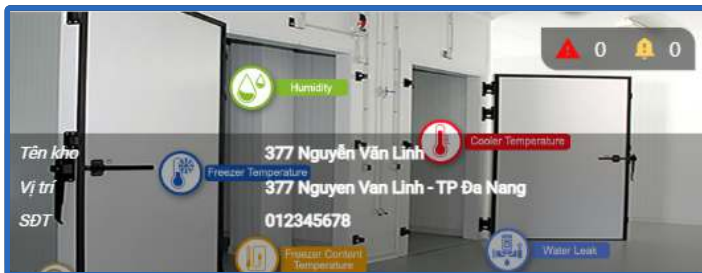 0 0
Humidity
Cooler Temperature
Tên kho 377 Nguyễn Văn Linh
Freezer Temperature
Vị trí 377 Nguyen Van Linh - TP Đa Nang
SĐT 012345678
Water Leak
Freezer Content
Temperature